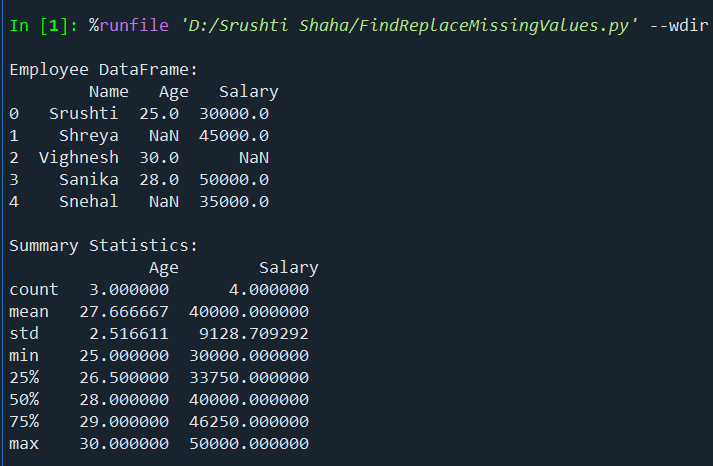 In [1]: %runfile 'D:/Srushti Shaha/FindReplaceMissingValues.py' --wdir
Employee DataFrame:
Name Age Salary
0 Srushti 25.0 30000.0
1 Shreya NaN 45000.0
2 Vighnesh 30.0 NaN
3 Sanika 28.0 50000.0
4 Snehal NaN 35000.0
Summary Statistics:
Age Salary
count 3.000000 4.000000
mean 27.666667 40000.000000
std 2.516611 9128.709292
min 25.000000 30000.000000
25% 26.500000 33750.000000
50% 28.000000 40000.000000
75% 29.000000 46250.000000
max 30.000000 50000.000000